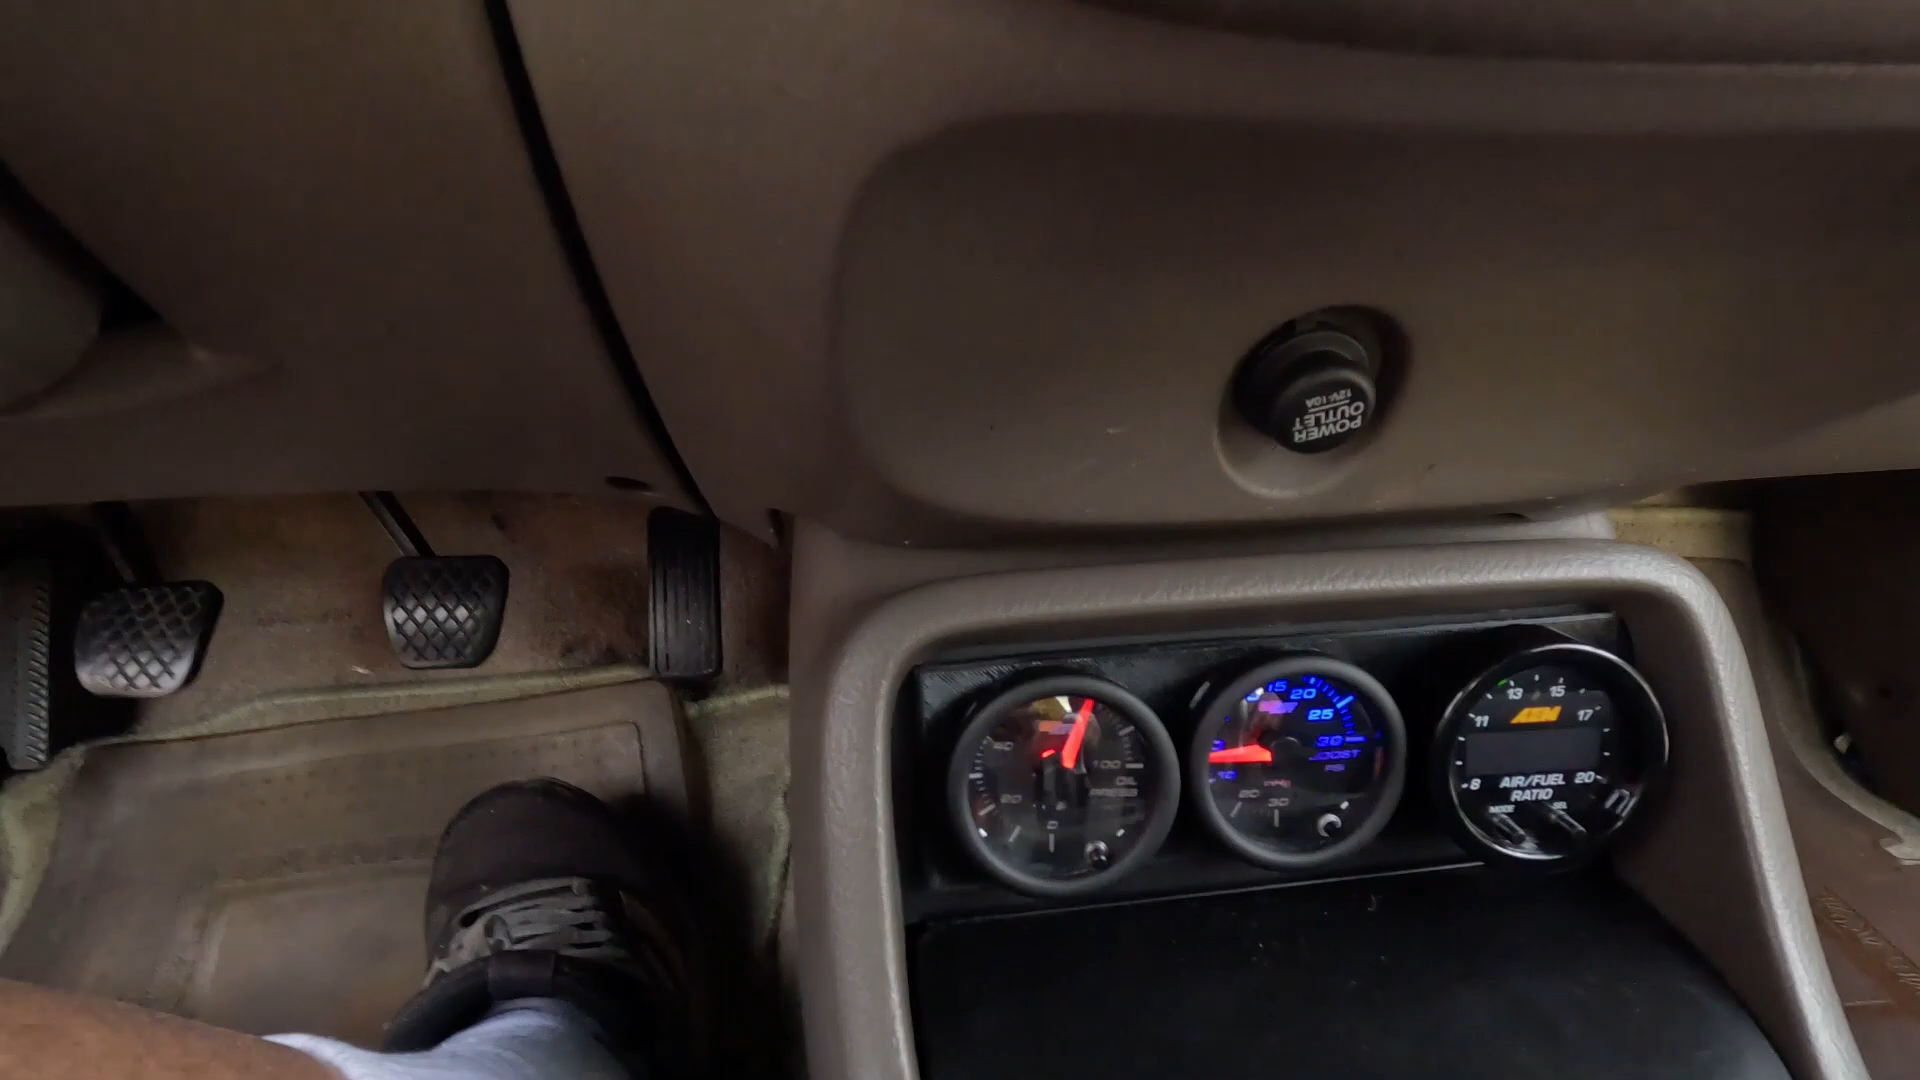 POWER
OUTLET
12V-10A
40
20
0
100
OIL
PRESS
15
20
25
30
BOOST
PSI
10
20
30
11
13
15
17
AEM
8
AIR/FUEL
20
RATIO
MODE
SEL